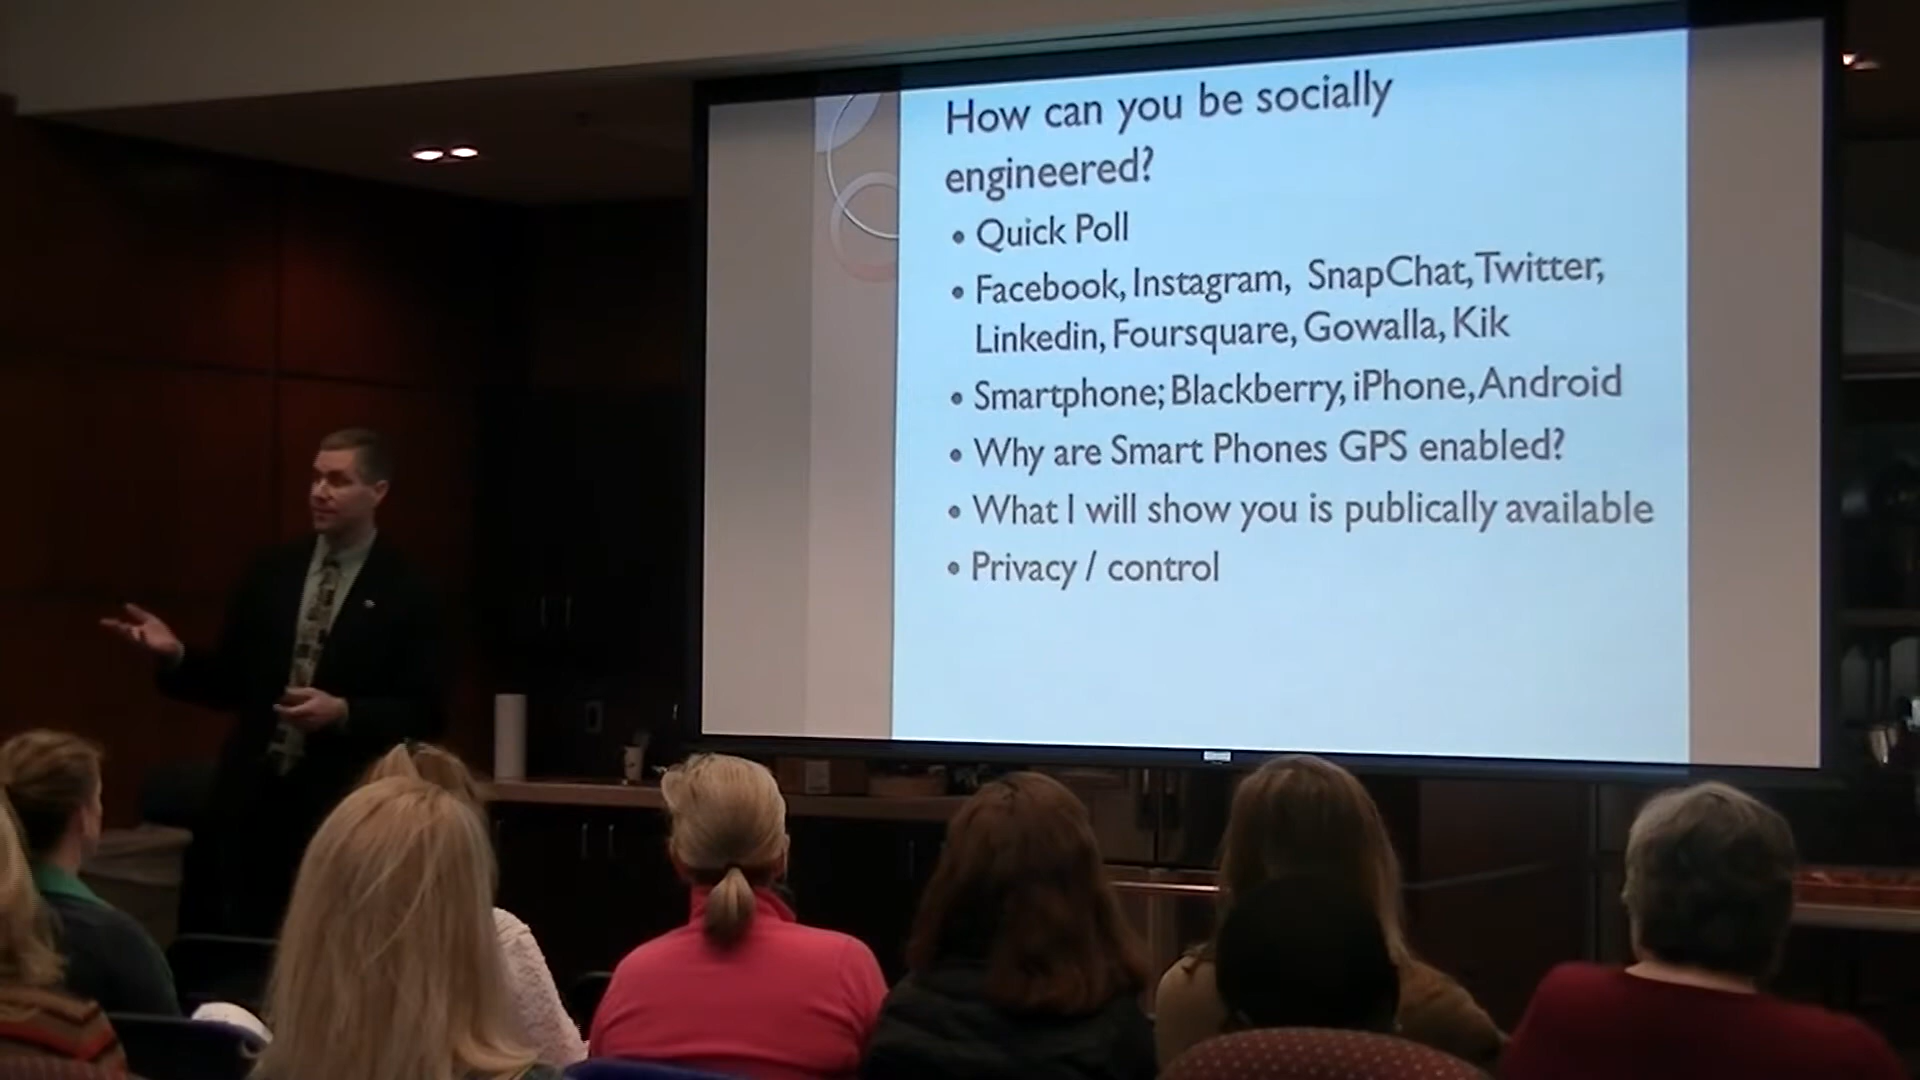 How can you be socially
engineered?
• Quick Poll
• Facebook, Instagram, SnapChat, Twitter,
Linkedin, Foursquare, Gowalla, Kik
• Smartphone; Blackberry, iPhone, Android
• Why are Smart Phones GPS enabled?
• What I will show you is publically available
• Privacy / control